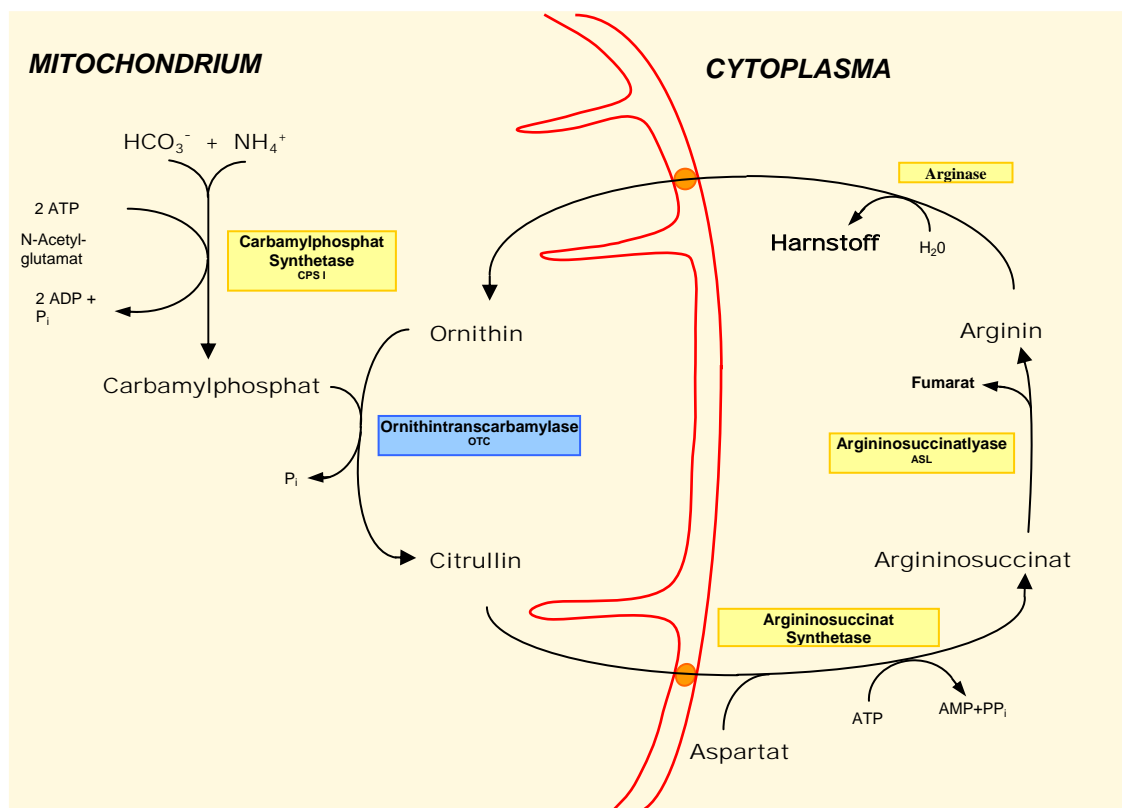 MITOCHONDRIUM
CYTOPLASMA
HCO₃⁻ + NH₄⁺
2 ATP
N-Acetyl-
glutamat
2 ADP +
Pᵢ
Carbamylphosphat
Synthetase
CPS I
Arginase
Harnstoff
H₂0
Ornithin
Arginin
Carbamylphosphat
Fumarat
Ornithintranscarbamylase
OTC
Argininosuccinatlyase
ASL
Pᵢ
Citrullin
Argininosuccinat
Argininosuccinat
Synthetase
ATP
AMP+PPᵢ
Aspartat